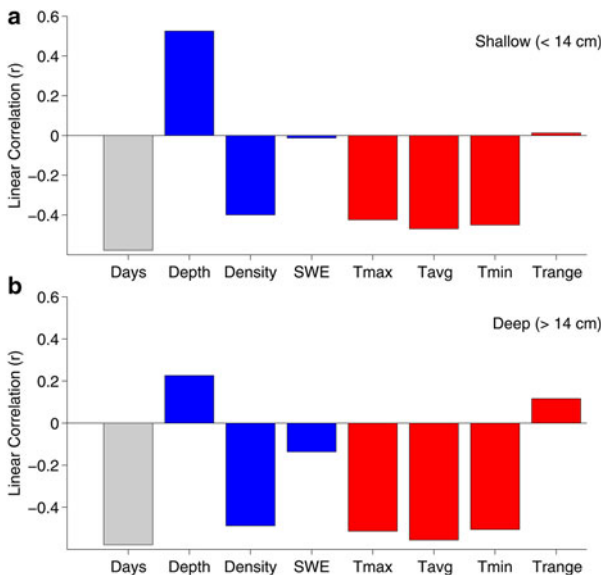 a
Shallow (< 14 cm)
Linear Correlation (r)
0.6
0.4
0.2
0
−0.2
−0.4
Days Depth Density SWE Tmax Tavg Tmin Trange
b
Deep (> 14 cm)
Linear Correlation (r)
0.6
0.4
0.2
0
−0.2
−0.4
Days Depth Density SWE Tmax Tavg Tmin Trange